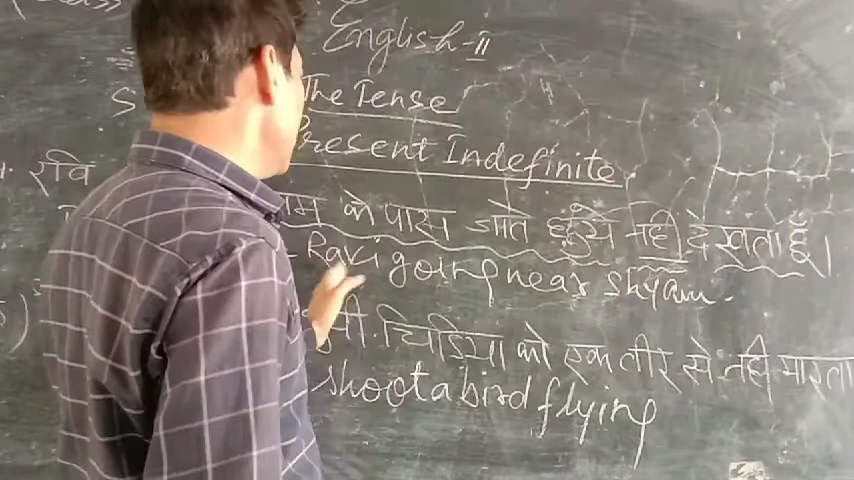 English-II
The Tense
Present Indefinite
रवि
के पास जाते हुये नहीं देखता हूँ।
Ravi going near shyam.
चिडिया को एक तीर से नही मारता
shoot a bird flying